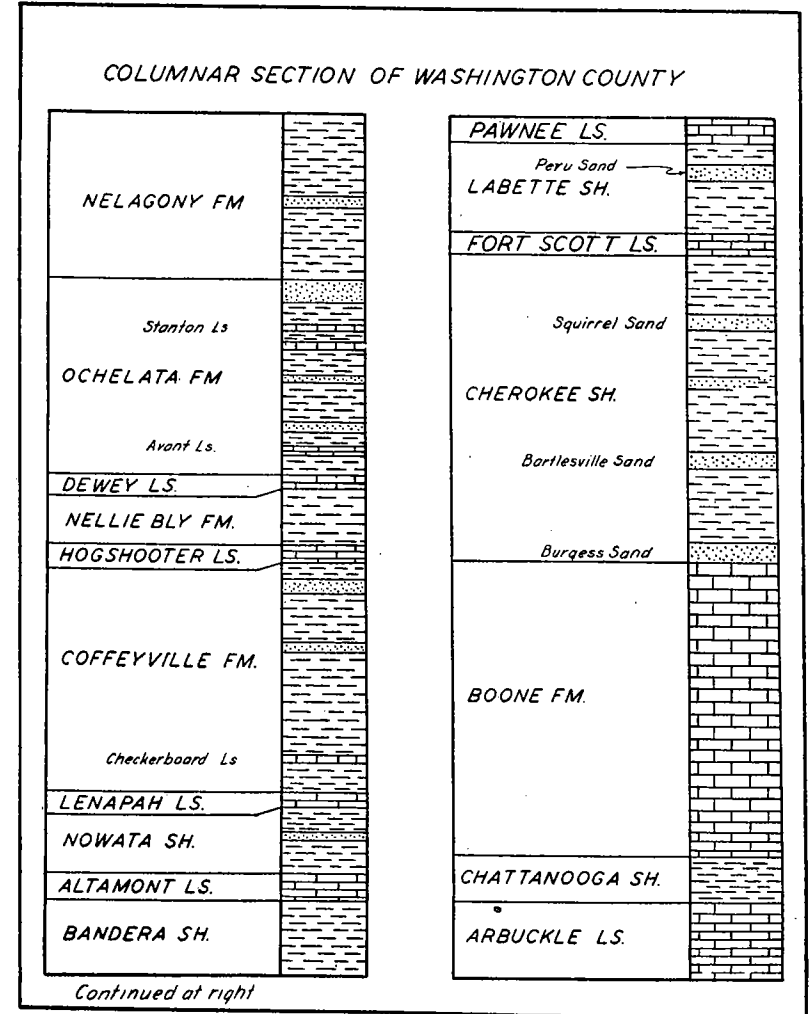 COLUMNAR SECTION OF WASHINGTON COUNTY
NELAGONY FM
Stanton Ls
OCHELATA FM
Avant Ls.
DEWEY LS.
NELLIE BLY FM.
HOGSHOOTER LS.
COFFEYVILLE FM.
Checkerboard Ls
LENAPAH LS.
NOWATA SH.
ALTAMONT LS.
BANDERA SH.
Continued at right
PAWNEE LS.
Peru Sand
LABETTE SH.
FORT SCOTT LS.
Squirrel Sand
CHEROKEE SH.
Bartlesville Sand
Burgess Sand
BOONE FM.
CHATTANOOGA SH.
ARBUCKLE LS.